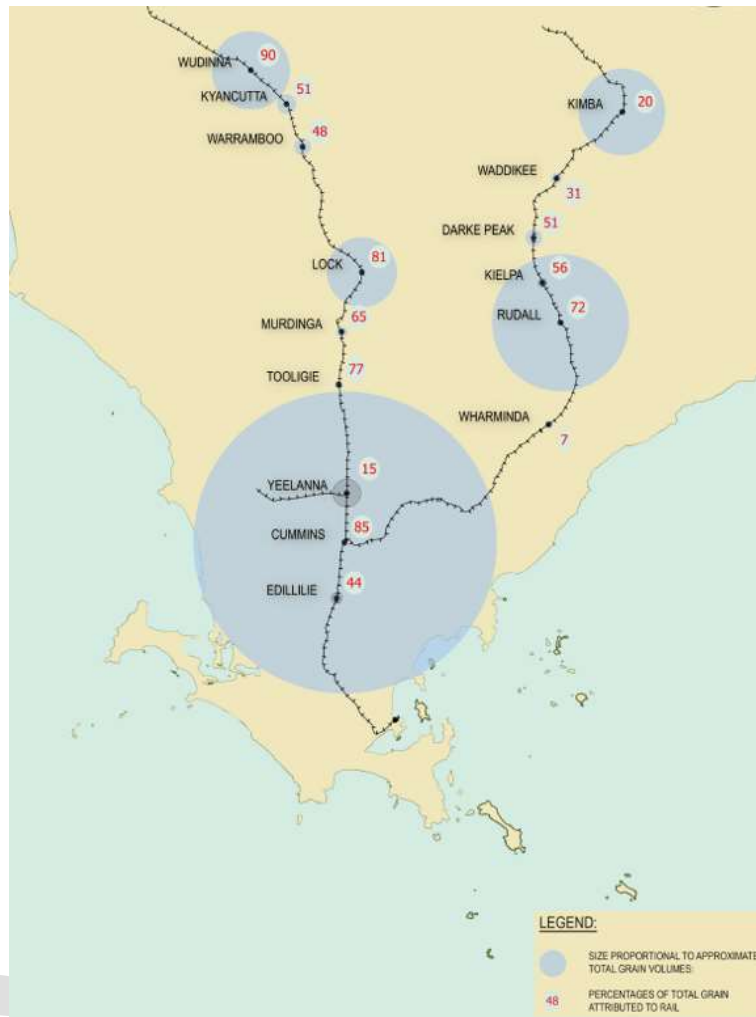 90
WUDINNA
51
KYANCUTTA
48
WARRAMBOO
KIMBA
20
WADDIKEE
31
51
DARKE PEAK
LOCK
81
KIELPA
56
RUDALL
72
65
MURDINGA
77
TOOLIGIE
WHARMINDA
7
15
YEELANNA
CUMMINS
85
44
EDILLILIE
LEGEND:
SIZE PROPORTIONAL TO APPROXIMATE
TOTAL GRAIN VOLUMES:
48
PERCENTAGES OF TOTAL GRAIN
ATTRIBUTED TO RAIL